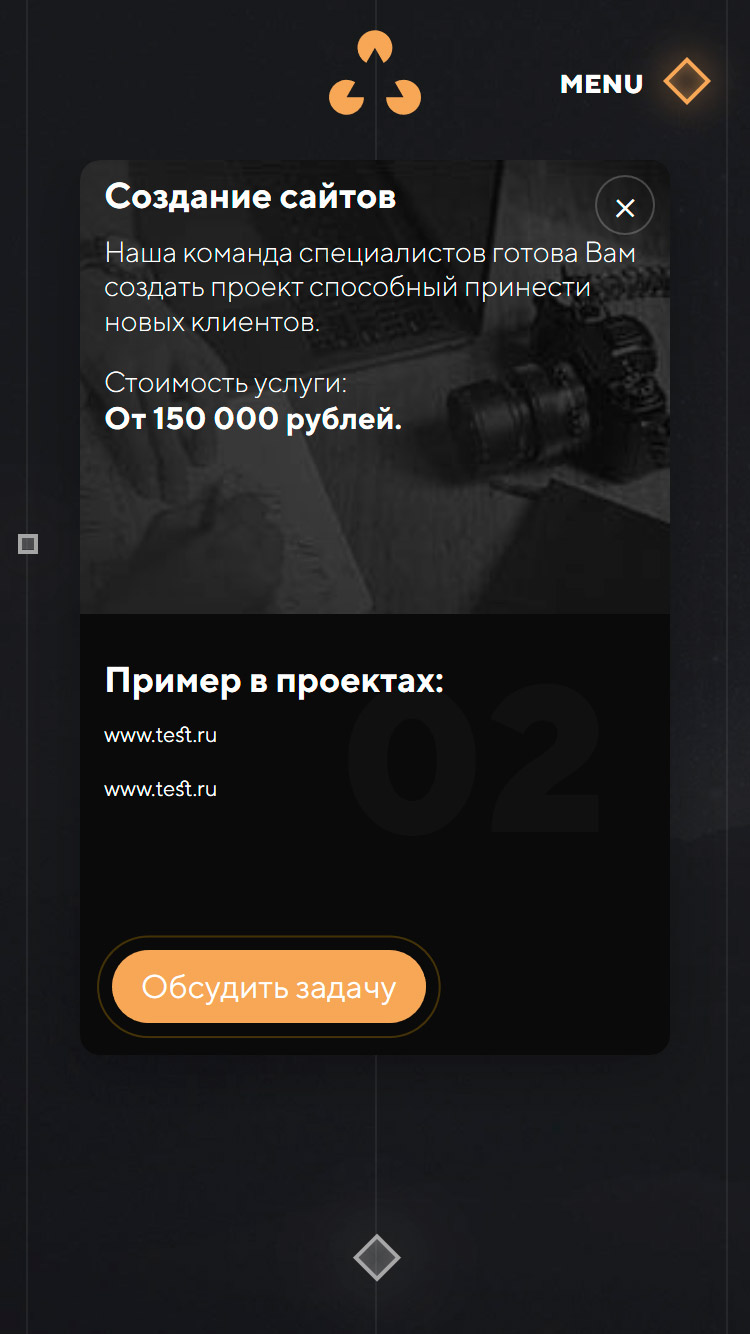 MENU
Создание сайтов
Наша команда специалистов готова Вам
создать проект способный принести
новых клиентов.
Стоимость услуги:
От 150 000 рублей.
Пример в проектах:
02
www.test.ru
www.test.ru
Обсудить задачу